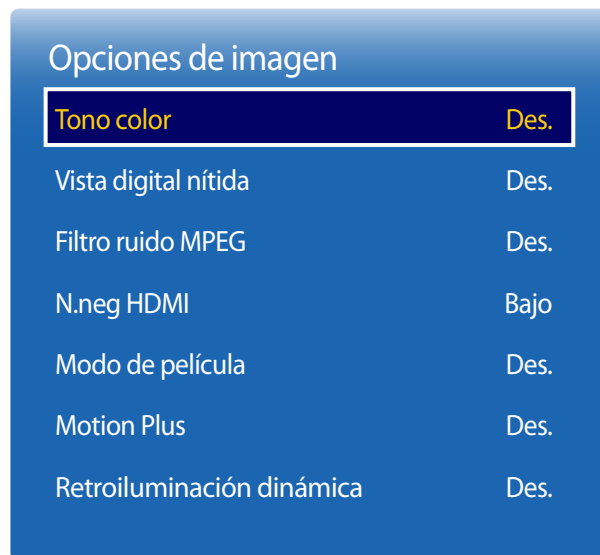 Opciones de imagen
Tono color Des.
Vista digital nítida Des.
Filtro ruido MPEG Des.
N.neg HDMI Bajo
Modo de película Des.
Motion Plus Des.
Retroiluminación dinámica Des.